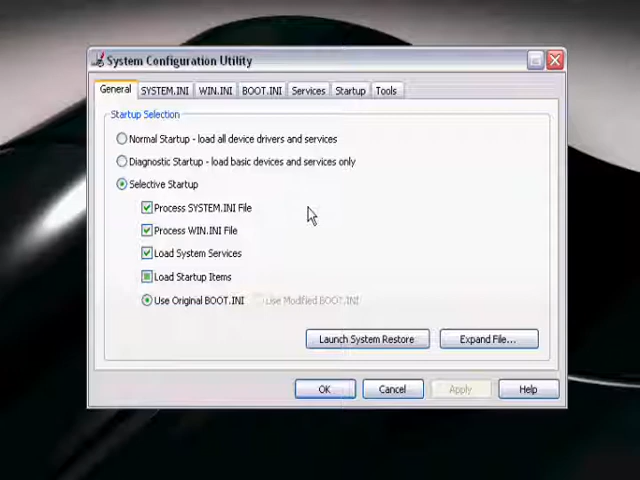 System Configuration Utility
General SYSTEM.INI WIN.INI BOOT.INI Services Startup Tools
Startup Selection
Normal Startup - load all device drivers and services
Diagnostic Startup - load basic devices and services only
Selective Startup
Process SYSTEM.INI File
Process WIN.INI File
Load System Services
Load Startup Items
Use Original BOOT.INI Use Modified BOOT.INI
Launch System Restore Expand File...
OK Cancel Apply Help